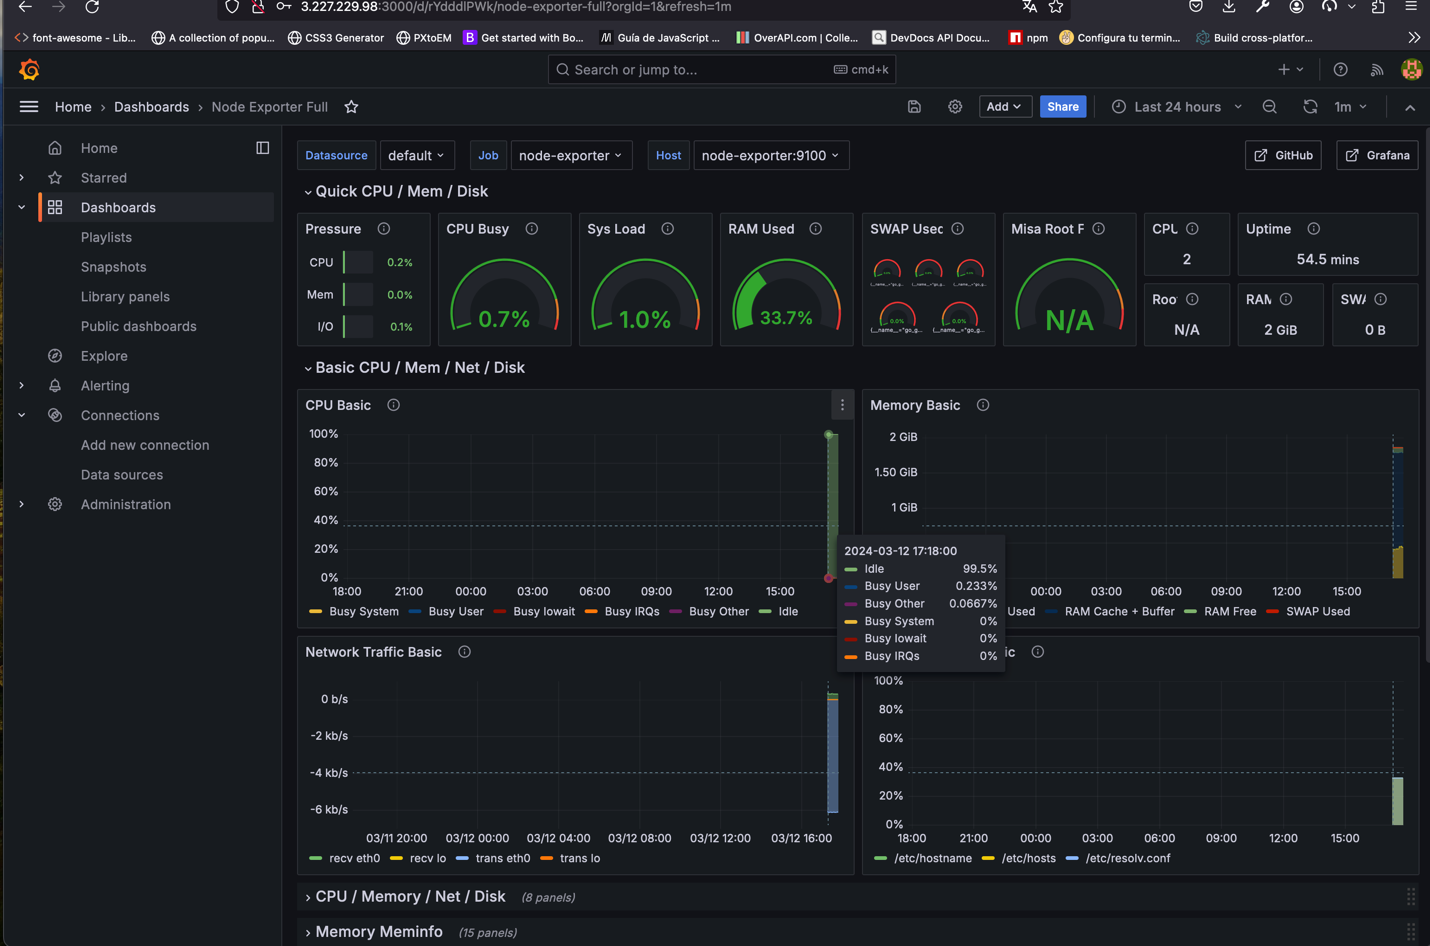 3.227.229.98:3000/d/rYdddlPWk/node-exporter-full?orgId=1&refresh=1m
font-awesome - Lib... A collection of popu... CSS3 Generator PXtoEM Get started with Bo... Guía de JavaScript ... OverAPI.com | Colle... DevDocs API Docu... npm Configura tu termin... Build cross-platfor...
Search or jump to... cmd+k
Home › Dashboards › Node Exporter Full Add Share Last 24 hours 1m
Home
Starred
Dashboards
Playlists
Snapshots
Library panels
Public dashboards
Explore
Alerting
Connections
Add new connection
Data sources
Administration
Datasource default Job node-exporter Host node-exporter:9100 GitHub Grafana
Quick CPU / Mem / Disk
Pressure
CPU 0.2%
Mem 0.0%
I/O 0.1%
CPU Busy
0.7%
Sys Load
1.0%
RAM Used
33.7%
SWAP Used
0.0% 0.0%
Misa Root F
N/A
CPU
2
Uptime
54.5 mins
Roo
N/A
RAM
2 GiB
SWA
0 B
Basic CPU / Mem / Net / Disk
CPU Basic
100%
80%
60%
40%
20%
0%
18:00 21:00 00:00 03:00 06:00 09:00 12:00 15:00
Busy System Busy User Busy Iowait Busy IRQs Busy Other Idle
Memory Basic
2 GiB
1.50 GiB
1 GiB
00:00 03:00 06:00 09:00 12:00 15:00
Used RAM Cache + Buffer RAM Free SWAP Used
2024-03-12 17:18:00
Idle 99.5%
Busy User 0.233%
Busy Other 0.0667%
Busy System 0%
Busy Iowait 0%
Busy IRQs 0%
Network Traffic Basic
0 b/s
-2 kb/s
-4 kb/s
-6 kb/s
03/11 20:00 03/12 00:00 03/12 04:00 03/12 08:00 03/12 12:00 03/12 16:00
recv eth0 recv lo trans eth0 trans lo
ic
100%
80%
60%
40%
20%
0%
18:00 21:00 00:00 03:00 06:00 09:00 12:00 15:00
/etc/hostname /etc/hosts /etc/resolv.conf
CPU / Memory / Net / Disk (8 panels)
Memory Meminfo (15 panels)